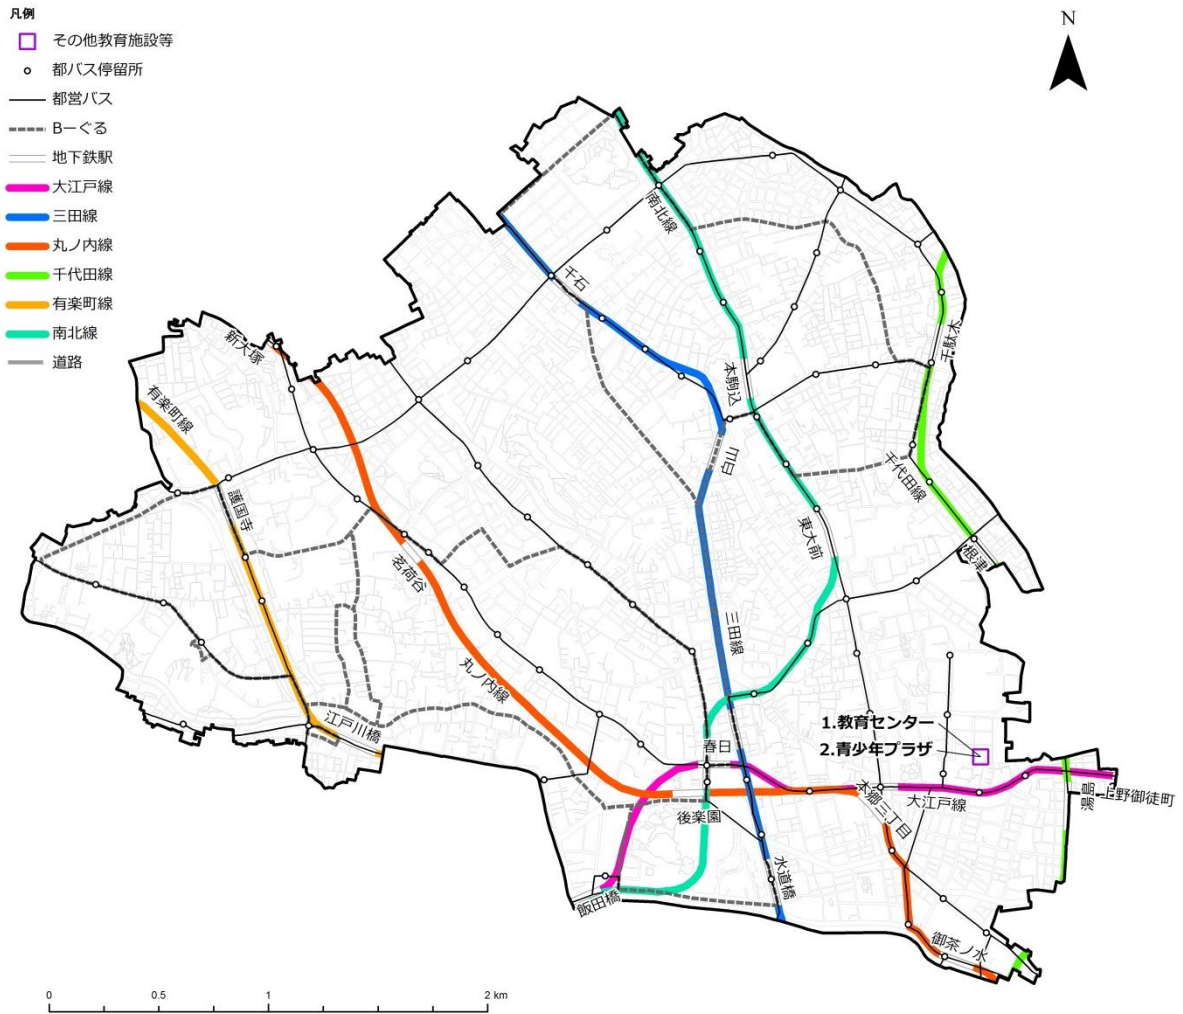 凡例
その他教育施設等
都バス停留所
都営バス
Bーぐる
地下鉄駅
大江戸線
三田線
丸ノ内線
千代田線
有楽町線
南北線
道路
N
南北線
千石
新大塚
有楽町線
本駒込
千駄木
白山
千代田線
護国寺
茗荷谷
東大前
根津
三田線
丸ノ内線
江戸川橋
春日
1.教育センター
2.青少年プラザ
後楽園
本郷三丁目
大江戸線
湯島
上野御徒町
水道橋
飯田橋
御茶ノ水
0 0.5 1 2 km